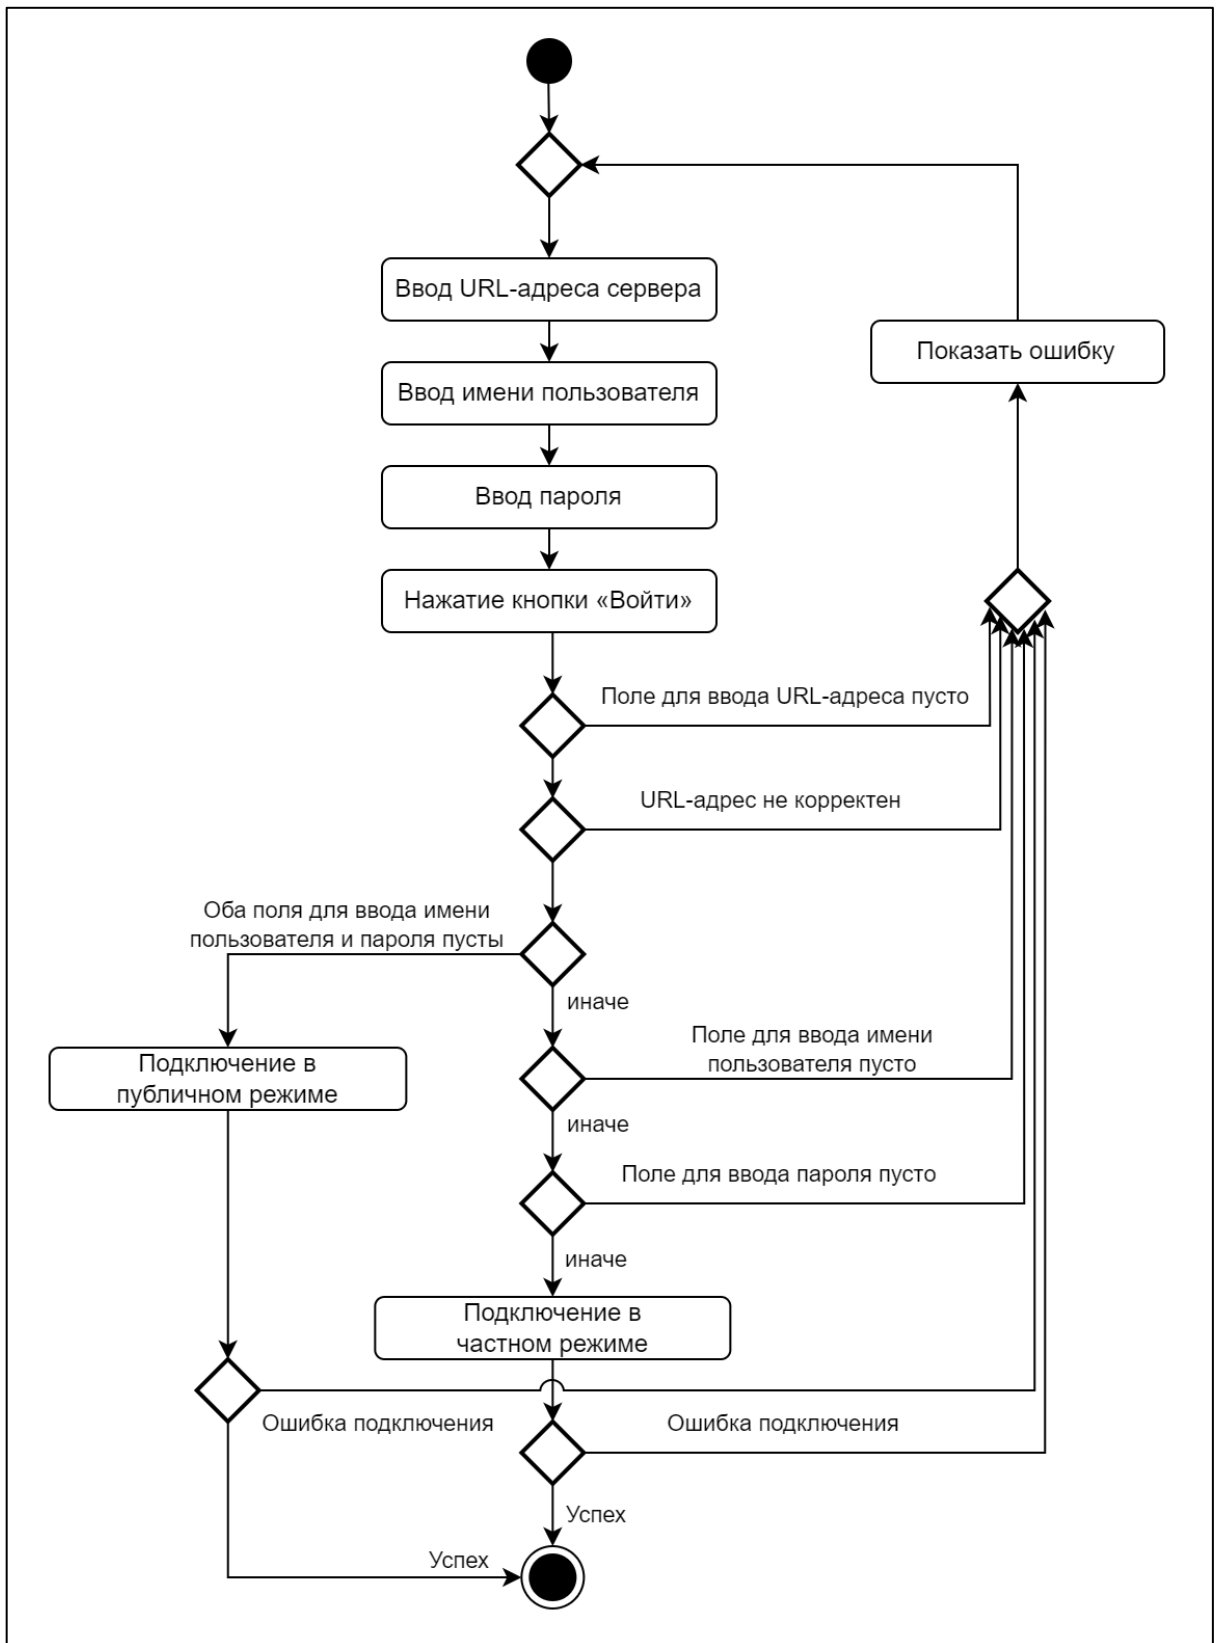 Ввод URL-адреса сервера
Показать ошибку
Ввод имени пользователя
Ввод пароля
Нажатие кнопки «Войти»
Поле для ввода URL-адреса пусто
URL-адрес не корректен
Оба поля для ввода имени
пользователя и пароля пусты
иначе
Поле для ввода имени
пользователя пусто
Подключение в
публичном режиме
иначе
Поле для ввода пароля пусто
иначе
Подключение в
частном режиме
Ошибка подключения
Ошибка подключения
Успех
Успех